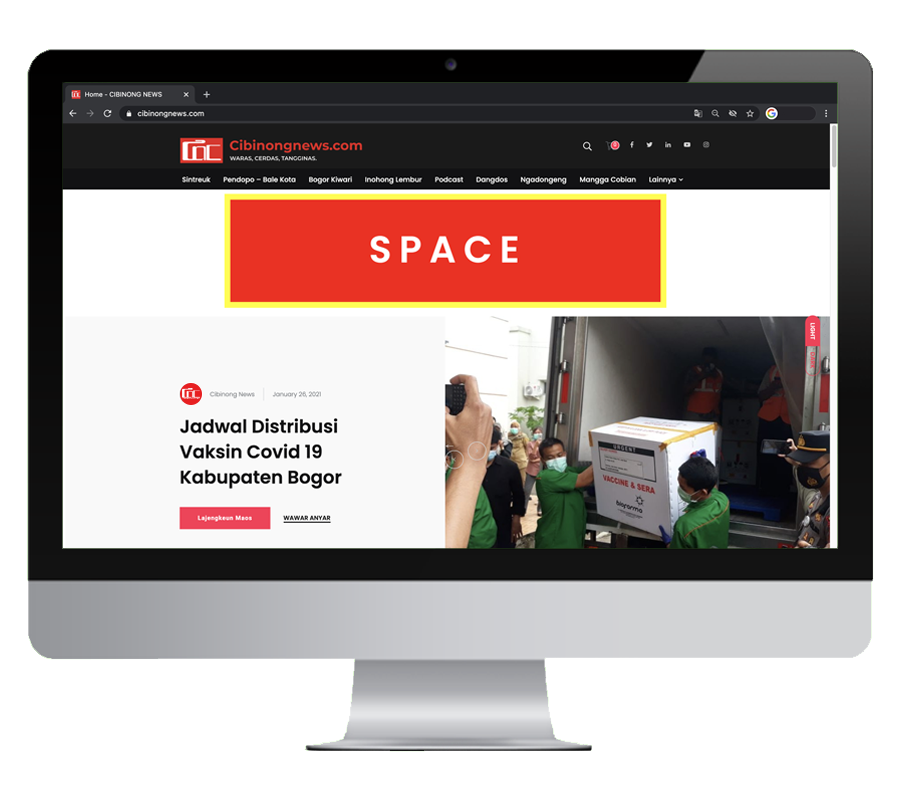 Home - CIBINONG NEWS
cibinongnews.com
Cibinongnews.com
WARAS, CERDAS, TANGGINAS.
0
Sintreuk Pendopo – Bale Kota Bogor Kiwari Inohong Lembur Podcast Dangdos Ngadongeng Mangga Cobian Lainnya
SPACE
LIGHT
DARK
Cibinong News January 26, 2021
Jadwal Distribusi
Vaksin Covid 19
Kabupaten Bogor
Lajengkeun Maos WAWAR ANYAR
URGENT
VACCINE & SERA
biofarma